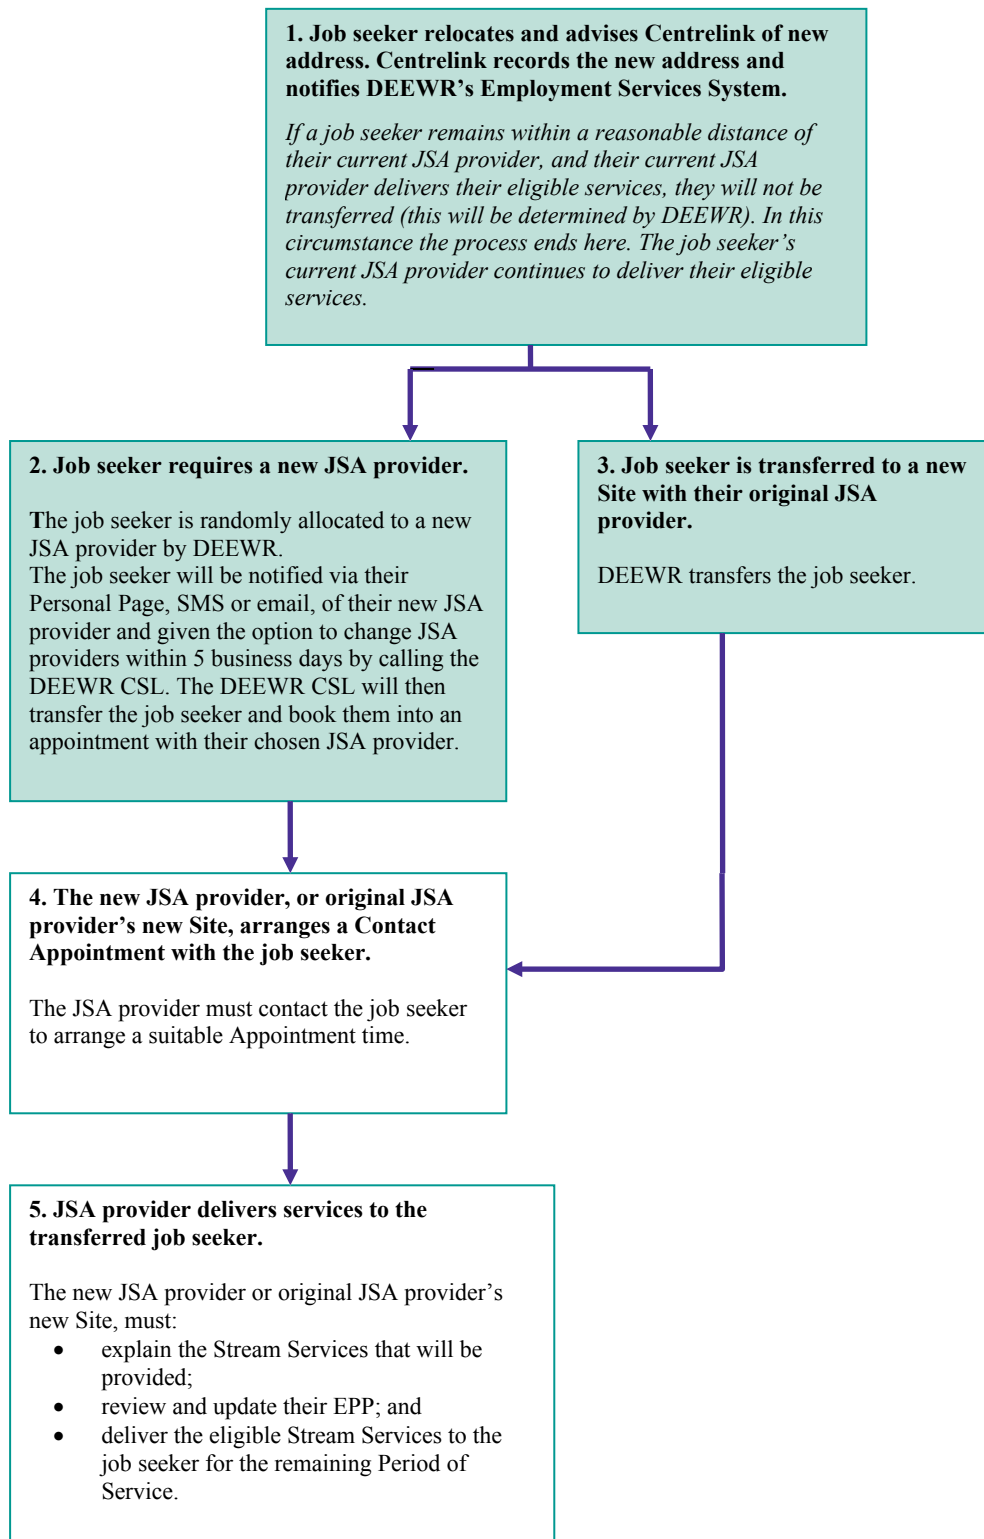 1. Job seeker relocates and advises Centrelink of new
address. Centrelink records the new address and
notifies DEEWR’s Employment Services System.
If a job seeker remains within a reasonable distance of
their current JSA provider, and their current JSA
provider delivers their eligible services, they will not be
transferred (this will be determined by DEEWR). In this
circumstance the process ends here. The job seeker’s
current JSA provider continues to deliver their eligible
services.
2. Job seeker requires a new JSA provider.
The job seeker is randomly allocated to a new
JSA provider by DEEWR.
The job seeker will be notified via their
Personal Page, SMS or email, of their new JSA
provider and given the option to change JSA
providers within 5 business days by calling the
DEEWR CSL. The DEEWR CSL will then
transfer the job seeker and book them into an
appointment with their chosen JSA provider.
3. Job seeker is transferred to a new
Site with their original JSA
provider.
DEEWR transfers the job seeker.
4. The new JSA provider, or original JSA
provider’s new Site, arranges a Contact
Appointment with the job seeker.
The JSA provider must contact the job seeker
to arrange a suitable Appointment time.
5. JSA provider delivers services to the
transferred job seeker.
The new JSA provider or original JSA provider’s
new Site, must:
• explain the Stream Services that will be
provided;
• review and update their EPP; and
• deliver the eligible Stream Services to the
job seeker for the remaining Period of
Service.